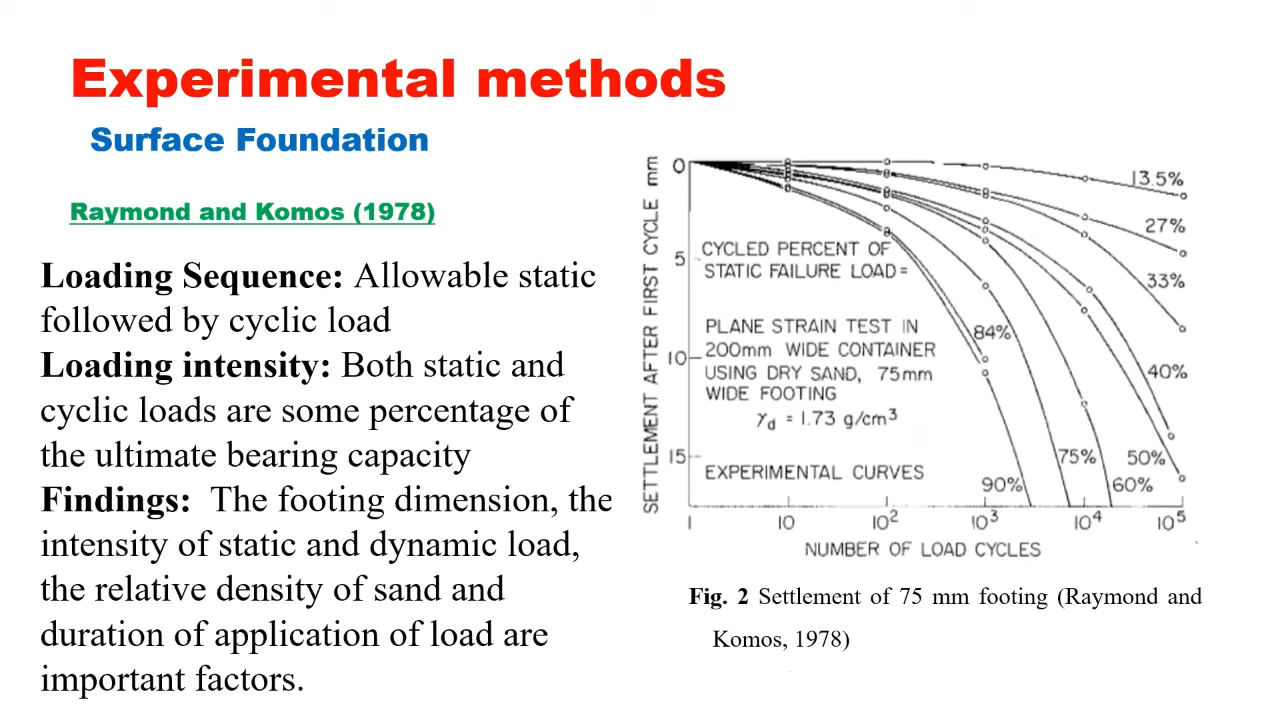 Experimental methods
Surface Foundation
Raymond and Komos (1978)
Loading Sequence: Allowable static
followed by cyclic load
Loading intensity: Both static and
cyclic loads are some percentage of
the ultimate bearing capacity
Findings: The footing dimension, the
intensity of static and dynamic load,
the relative density of sand and
duration of application of load are
important factors.
SETTLEMENT AFTER FIRST CYCLE mm
0
5
10
15
CYCLED PERCENT OF
STATIC FAILURE LOAD=
PLANE STRAIN TEST IN
200mm WIDE CONTAINER
USING DRY SAND, 75mm
WIDE FOOTING
γd = 1.73 g/cm³
EXPERIMENTAL CURVES
13.5%
27%
33%
40%
50%
60%
75%
84%
90%
1 10 10² 10³ 10⁴ 10⁵
NUMBER OF LOAD CYCLES
Fig. 2 Settlement of 75 mm footing (Raymond and
Komos, 1978)